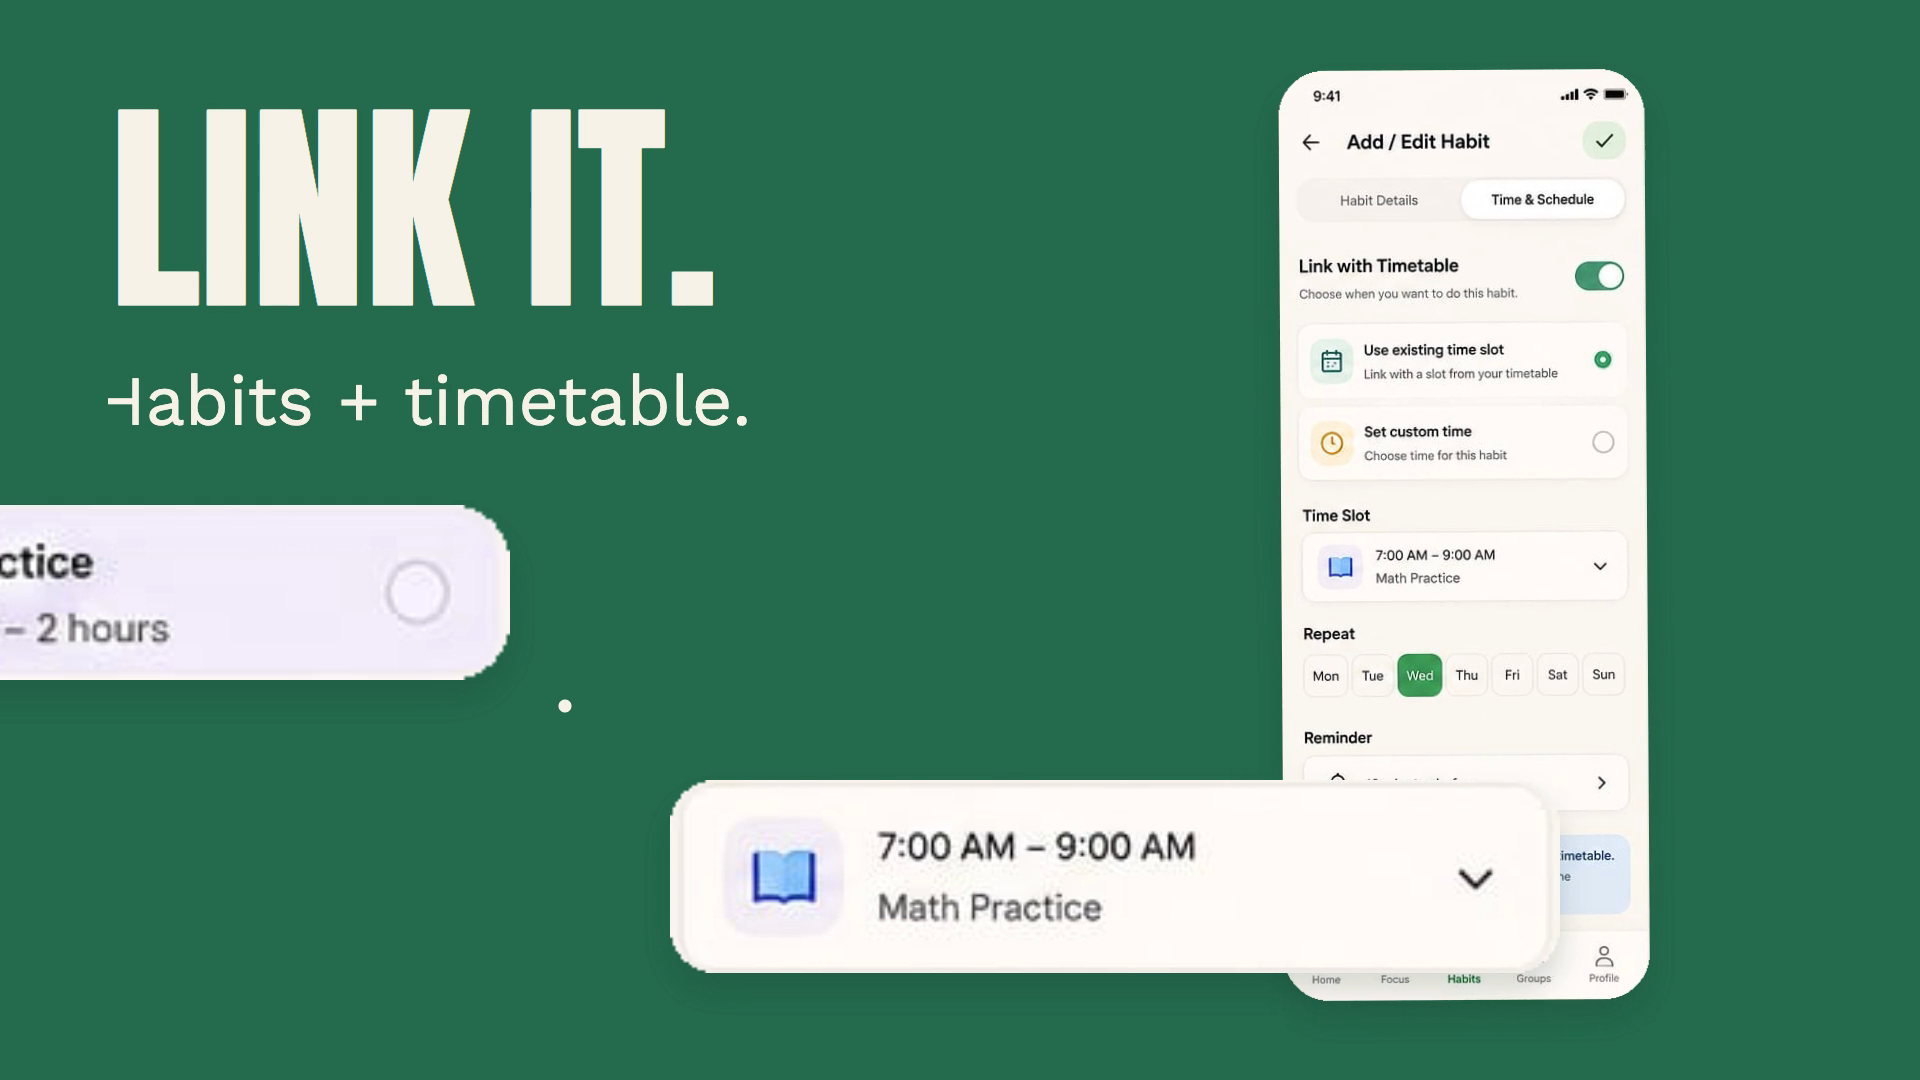 LINK IT.
Habits + timetable.
ctice
– 2 hours
9:41
Add / Edit Habit
Habit Details
Time & Schedule
Link with Timetable
Choose when you want to do this habit.
Use existing time slot
Link with a slot from your timetable
Set custom time
Choose time for this habit
Time Slot
7:00 AM – 9:00 AM
Math Practice
Repeat
Mon Tue Wed Thu Fri Sat Sun
Reminder
7:00 AM – 9:00 AM
Math Practice
timetable.
Home Focus Habits Groups Profile